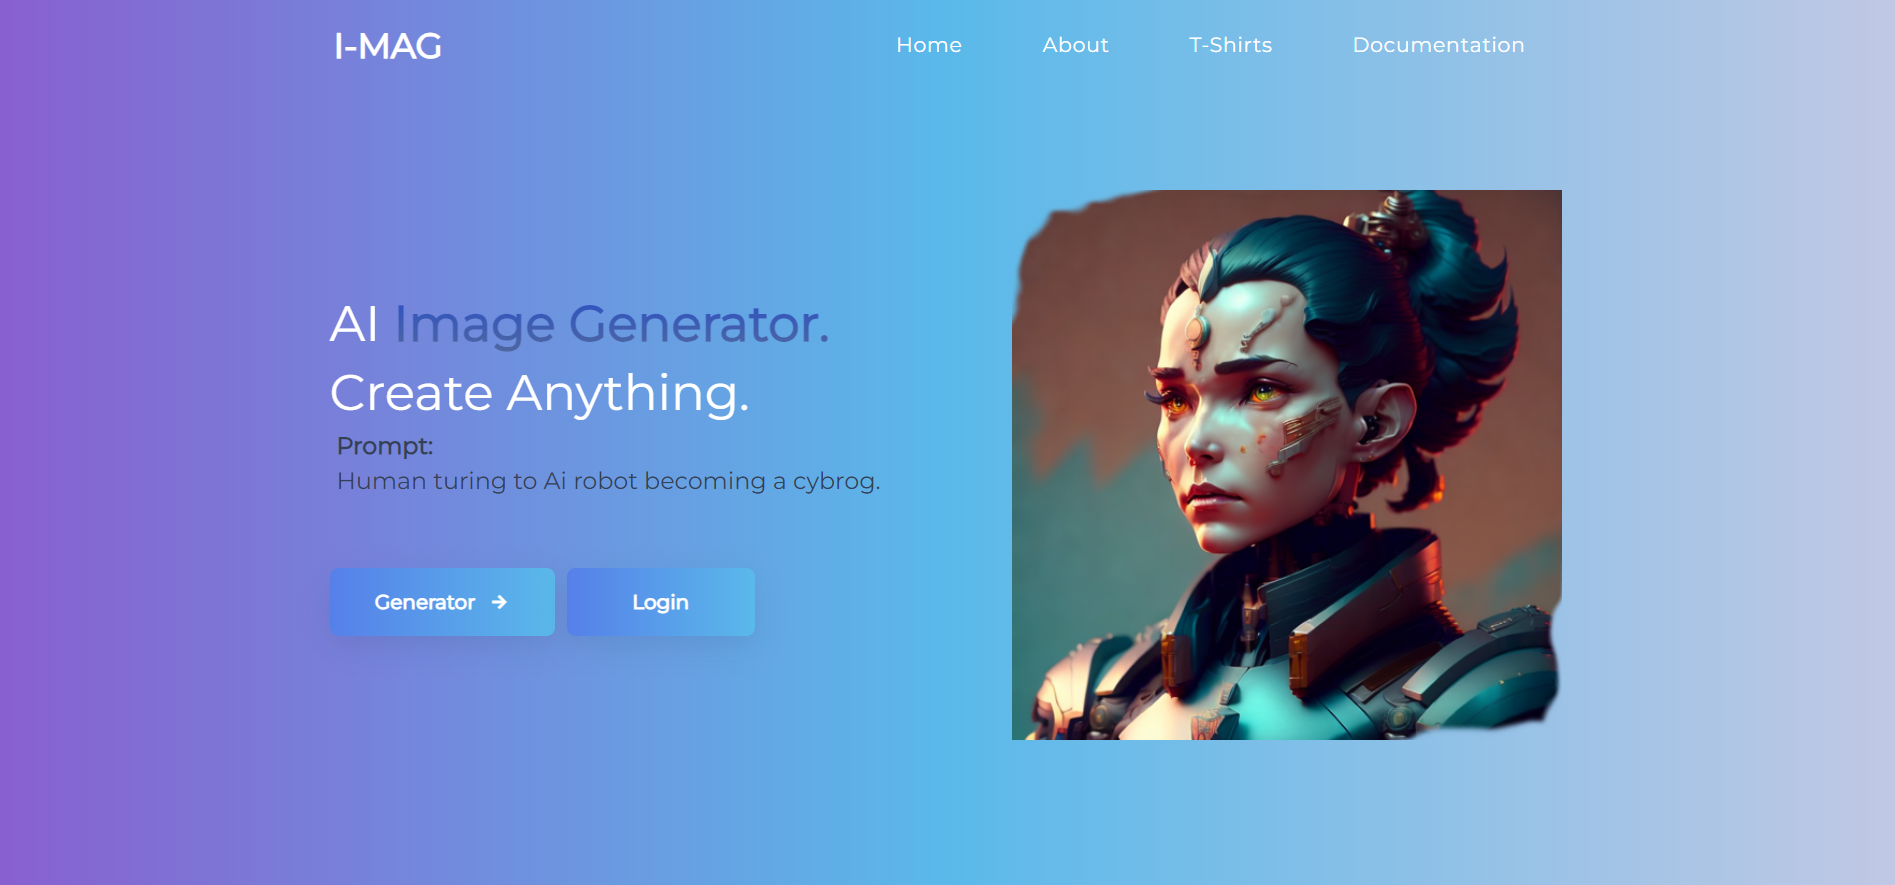 I-MAG
Home About T-Shirts Documentation
AI Image Generator.
Create Anything.
Prompt:
Human turing to Ai robot becoming a cybrog.
Generator → Login